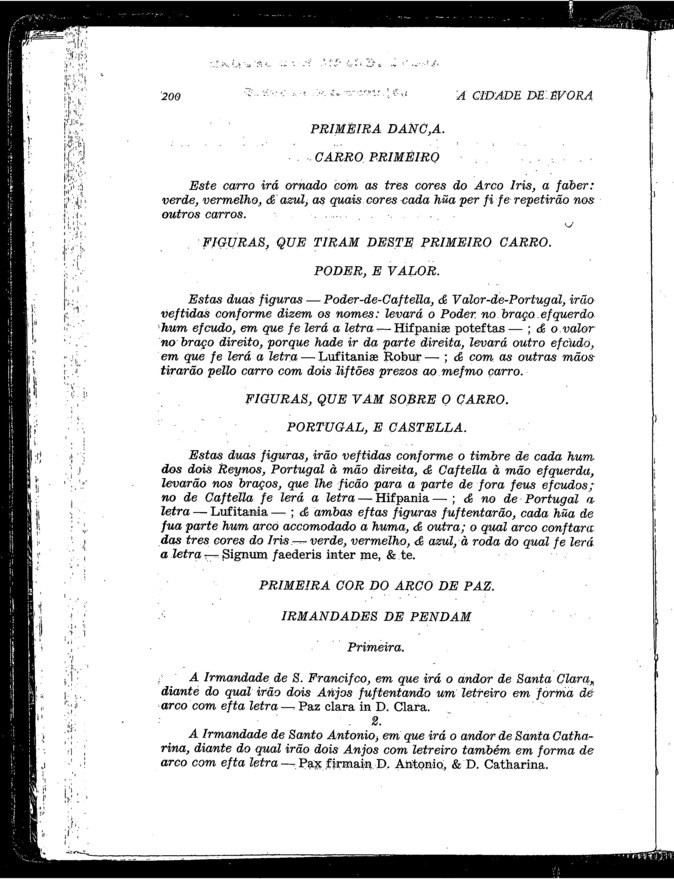 200 A CIDADE DE ÉVORA
PRIMEIRA DANC,A.
CARRO PRIMEIRO
Este carro irá ornado com as tres cores do Arco Iris, a faber:
verde, vermelho, & azul, as quais cores cada hũa per fi fe repetirão nos
outros carros.
FIGURAS, QUE TIRAM DESTE PRIMEIRO CARRO.
PODER, E VALOR.
Estas duas figuras — Poder-de-Caftella, & Valor-de-Portugal, irão
veftidas conforme dizem os nomes: levará o Poder no braço efquerdo
hum efcudo, em que fe lerá a letra — Hifpaniæ poteftas — ; & o valor
no braço direito, porque hade ir da parte direita, levará outro efcudo,
em que fe lerá a letra — Lufitaniæ Robur — ; & com as outras mãos
tirarão pello carro com dois liftões prezos ao mefmo carro.
FIGURAS, QUE VAM SOBRE O CARRO.
PORTUGAL, E CASTELLA.
Estas duas figuras, irão veftidas conforme o timbre de cada hum
dos dois Reynos, Portugal à mão direita, & Caftella à mão efquerda,
levarão nos braços, que lhe ficão para a parte de fora feus efcudos;
no de Caftella fe lerá a letra — Hifpania — ; & no de Portugal a
letra — Lufitania — ; & ambas eftas figuras fuftentarão, cada hũa de
fua parte hum arco accomodado a huma, & outra; o qual arco conftara
das tres cores do Iris — verde, vermelho, & azul, à roda do qual fe lerá
a letra — Signum faederis inter me, & te.
PRIMEIRA COR DO ARCO DE PAZ.
IRMANDADES DE PENDAM
Primeira.
A Irmandade de S. Francifco, em que irá o andor de Santa Clara,
diante do qual irão dois Anjos fuftentando um letreiro em forma de
arco com efta letra — Paz clara in D. Clara.
2.
A Irmandade de Santo Antonio, em que irá o andor de Santa Catha-
rina, diante do qual irão dois Anjos com letreiro também em forma de
arco com efta letra — Pax firmain D. Antonio, & D. Catharina.